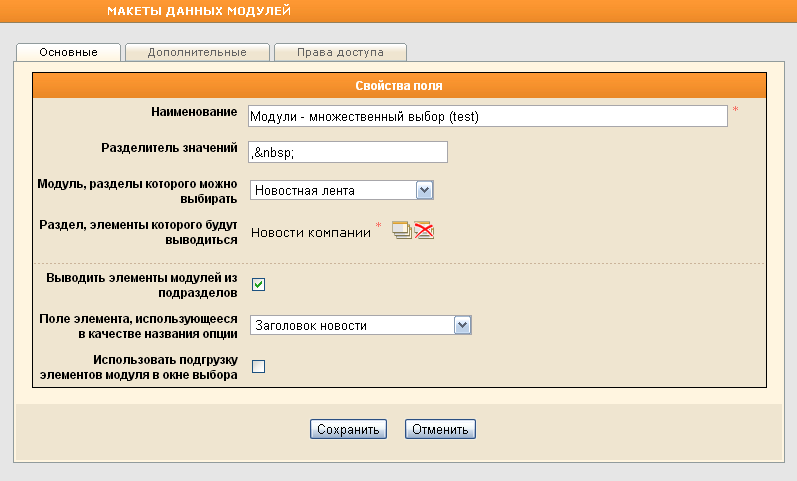 МАКЕТЫ ДАННЫХ МОДУЛЕЙ
Основные Дополнительные Права доступа
Свойства поля
Наименование Модули - множественный выбор (test) *
Разделитель значений ,&nbsp;
Модуль, разделы которого можно
выбирать Новостная лента
Раздел, элементы которого будут
выводиться Новости компании *
Выводить элементы модулей из
подразделов
Поле элемента, использующееся
в качестве названия опции Заголовок новости
Использовать подгрузку
элементов модуля в окне выбора
Сохранить Отменить